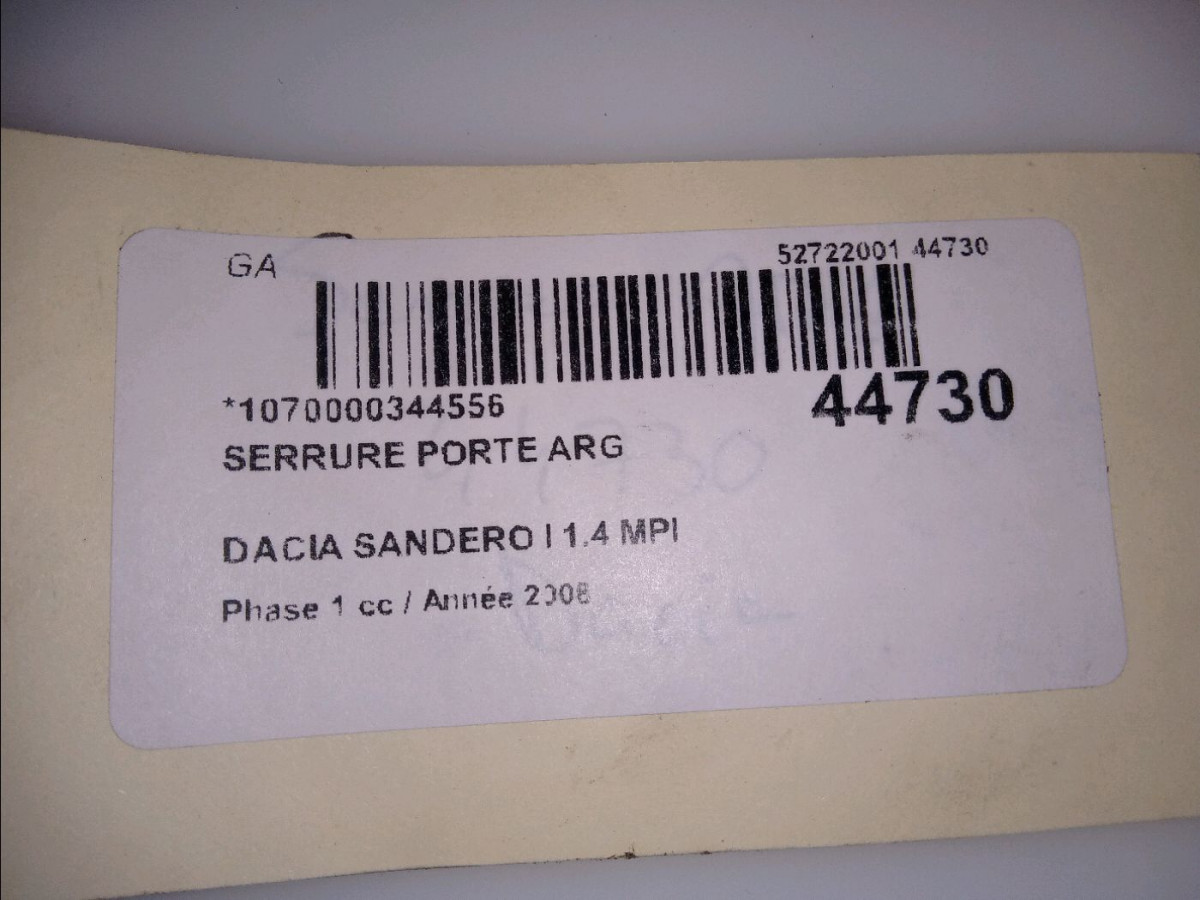 GA 52722001 44730
*1070000344556 44730
SERRURE PORTE ARG
DACIA SANDERO I 1.4 MPI
Phase 1 cc / Année 2008